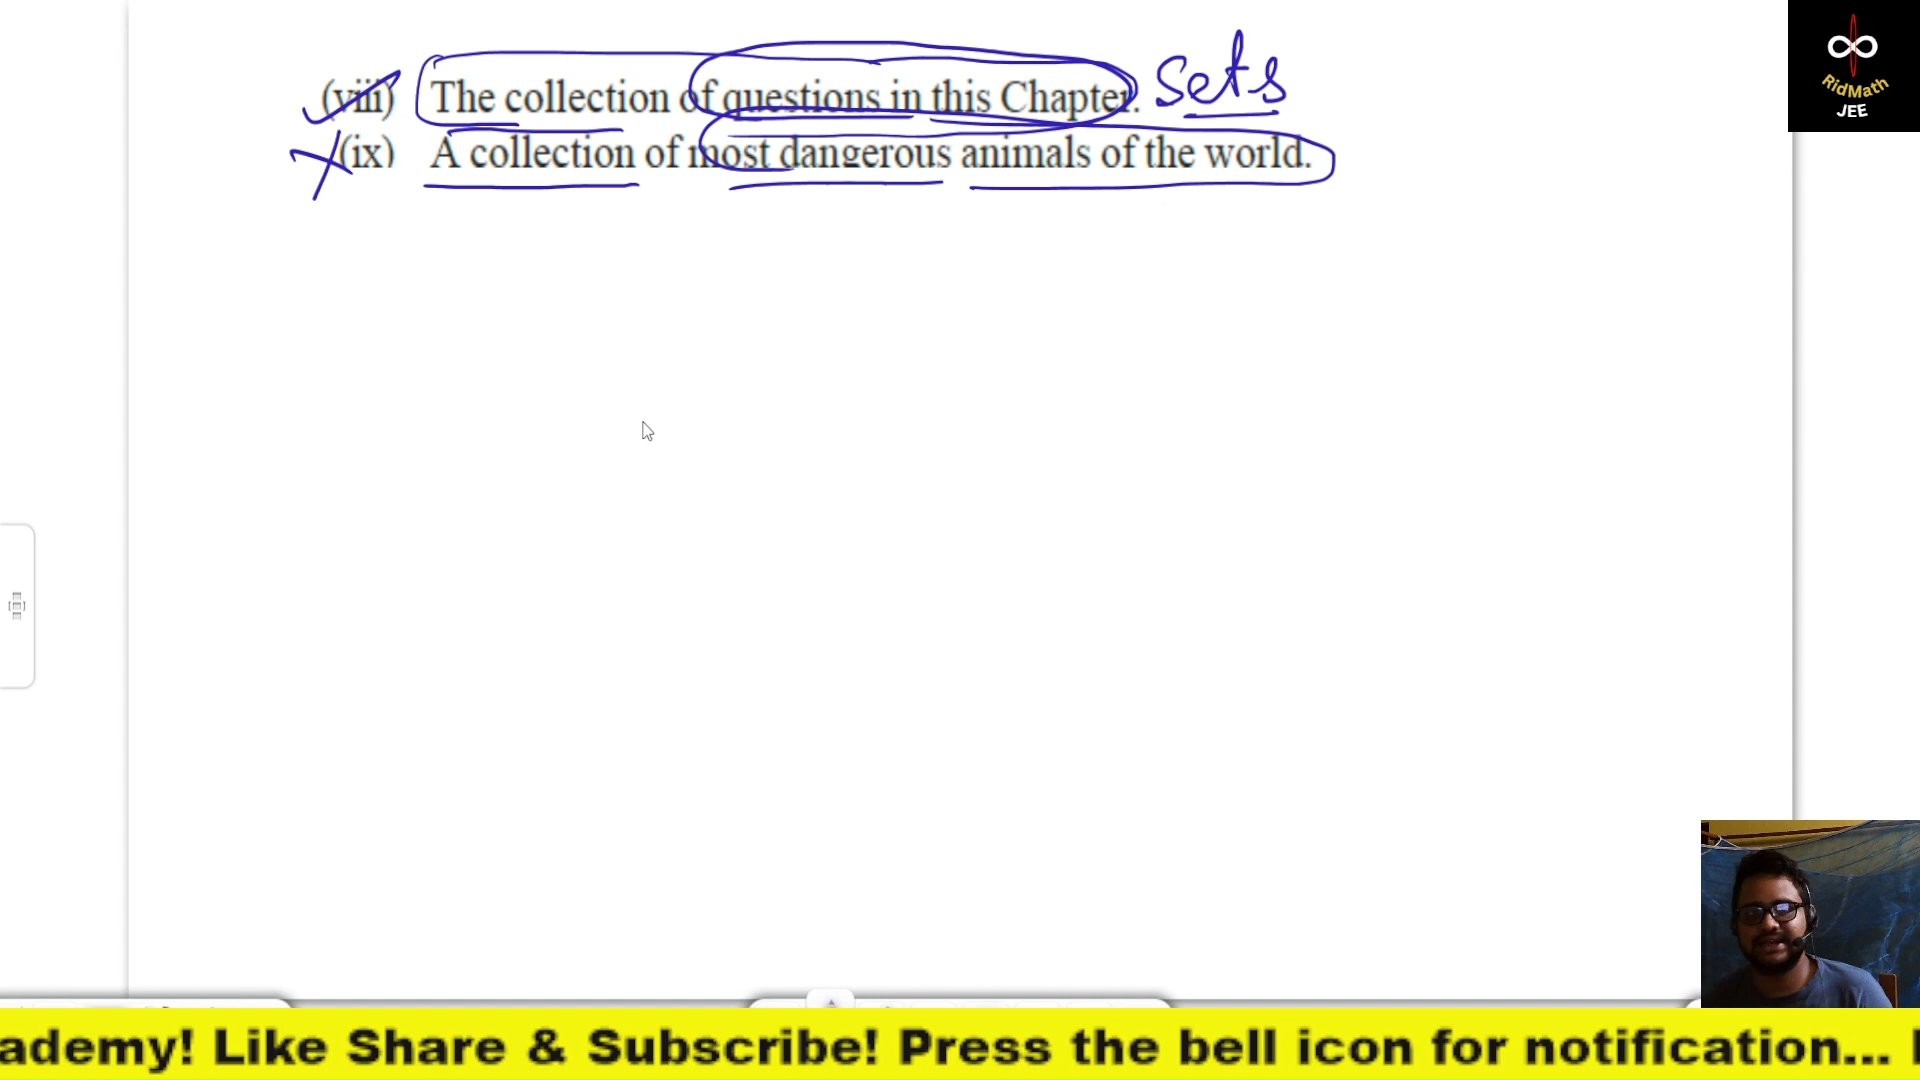 (viii) The collection of questions in this Chapter. Sets
(ix) A collection of most dangerous animals of the world.
RidMath
JEE
ademy! Like Share & Subscribe! Press the bell icon for notification...